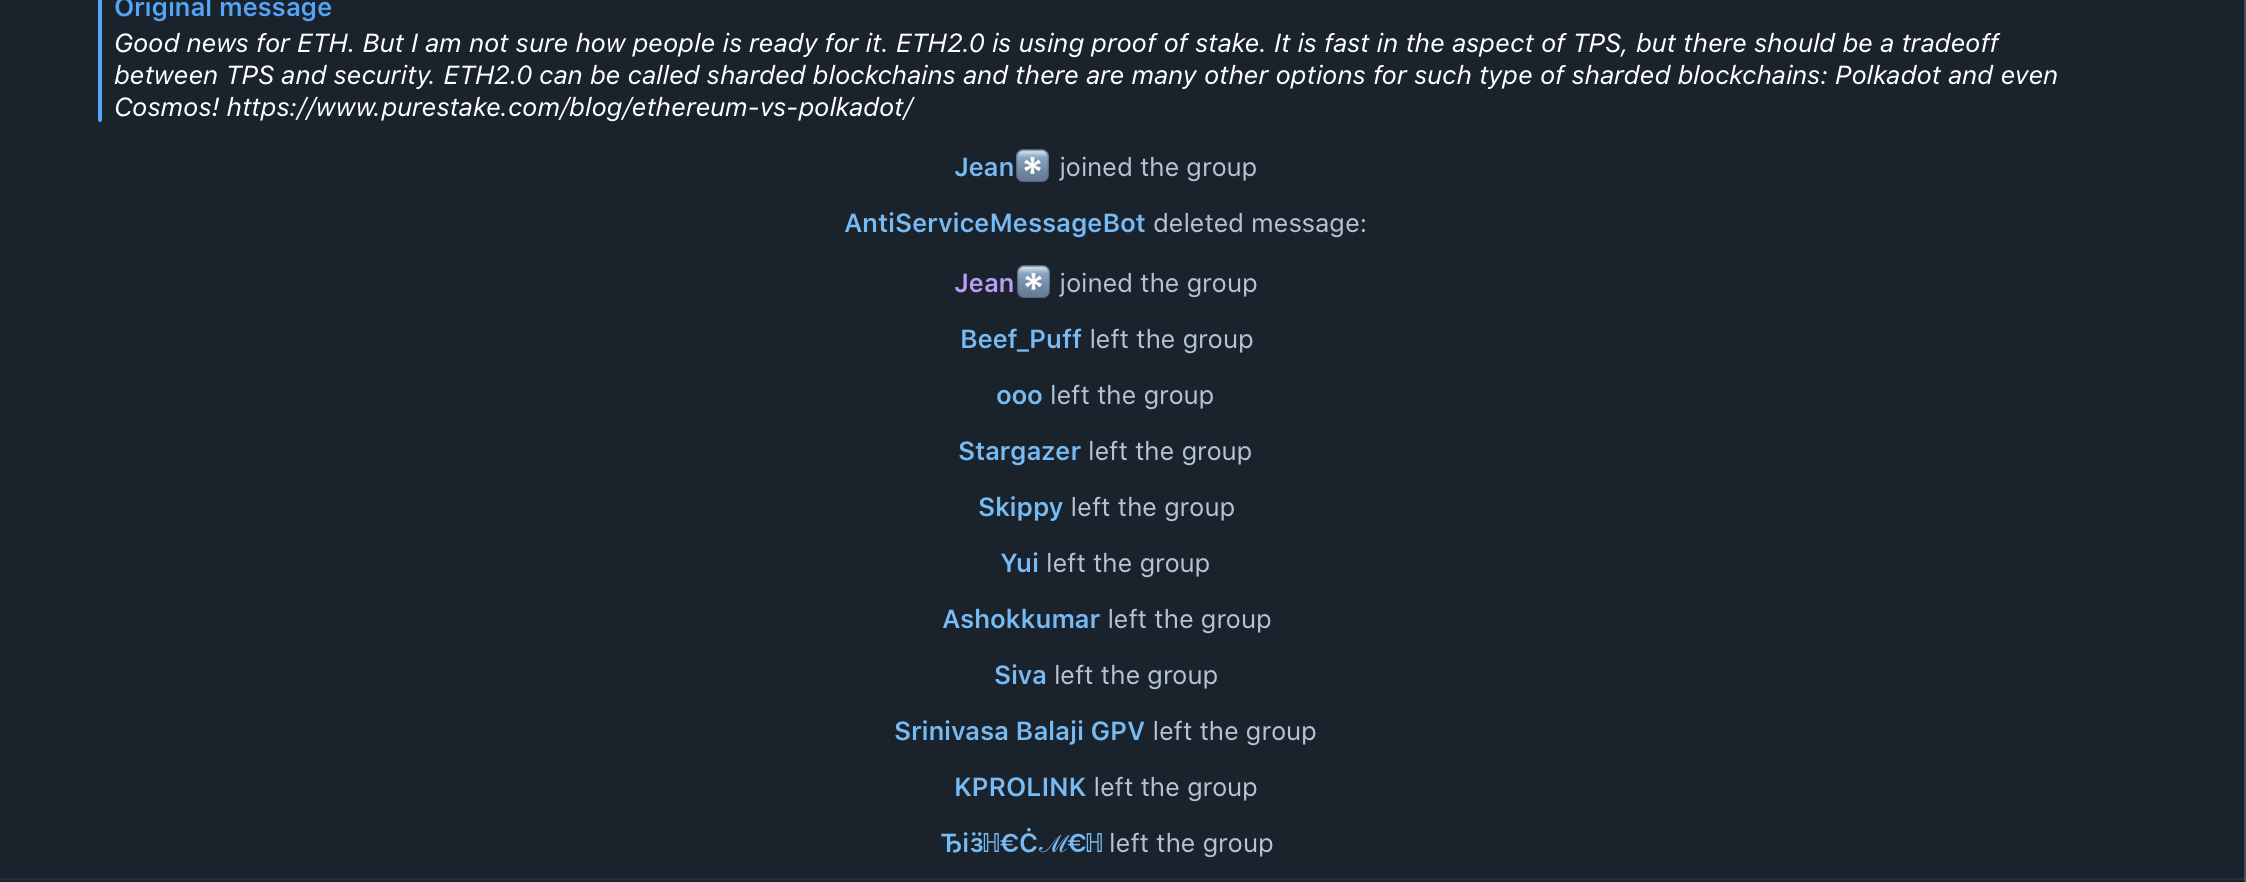 Original message
Good news for ETH. But I am not sure how people is ready for it. ETH2.0 is using proof of stake. It is fast in the aspect of TPS, but there should be a tradeoff
between TPS and security. ETH2.0 can be called sharded blockchains and there are many other options for such type of sharded blockchains: Polkadot and even
Cosmos! https://www.purestake.com/blog/ethereum-vs-polkadot/
Jean*️⃣ joined the group
AntiServiceMessageBot deleted message:
Jean*️⃣ joined the group
Beef_Puff left the group
ooo left the group
Stargazer left the group
Skippy left the group
Yui left the group
Ashokkumar left the group
Siva left the group
Srinivasa Balaji GPV left the group
KPROLINK left the group
Ђiӟℍ€Ċℳ€ℍ left the group